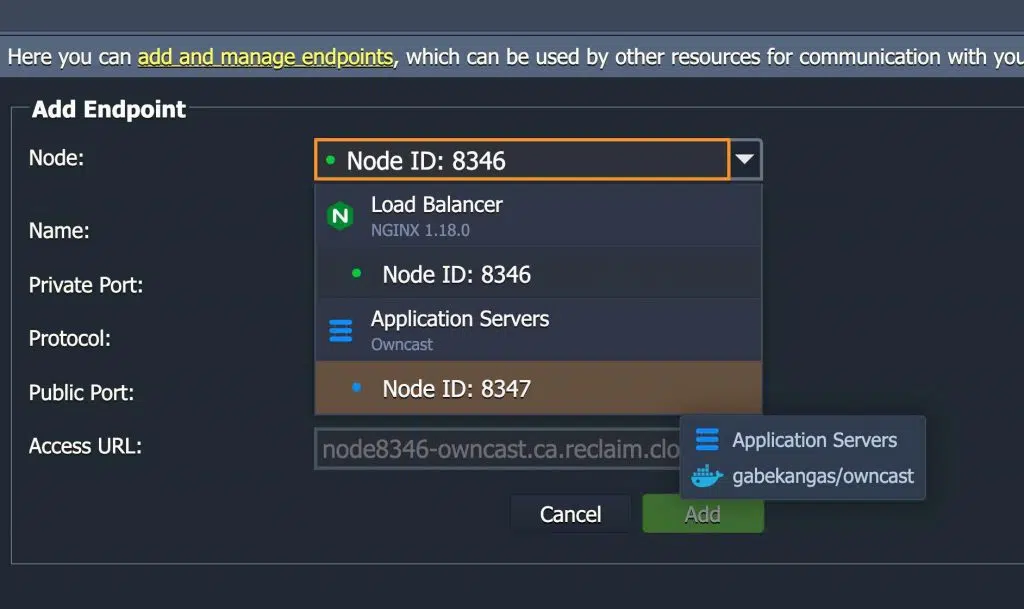 Here you can add and manage endpoints, which can be used by other resources for communication with you
Add Endpoint
Node:
Node ID: 8346
Load Balancer
NGINX 1.18.0
Name:
Node ID: 8346
Private Port:
Application Servers
Owncast
Protocol:
Node ID: 8347
Public Port:
Access URL:
node8346-owncast.ca.reclaim.clo
Application Servers
gabekangas/owncast
Cancel
Add